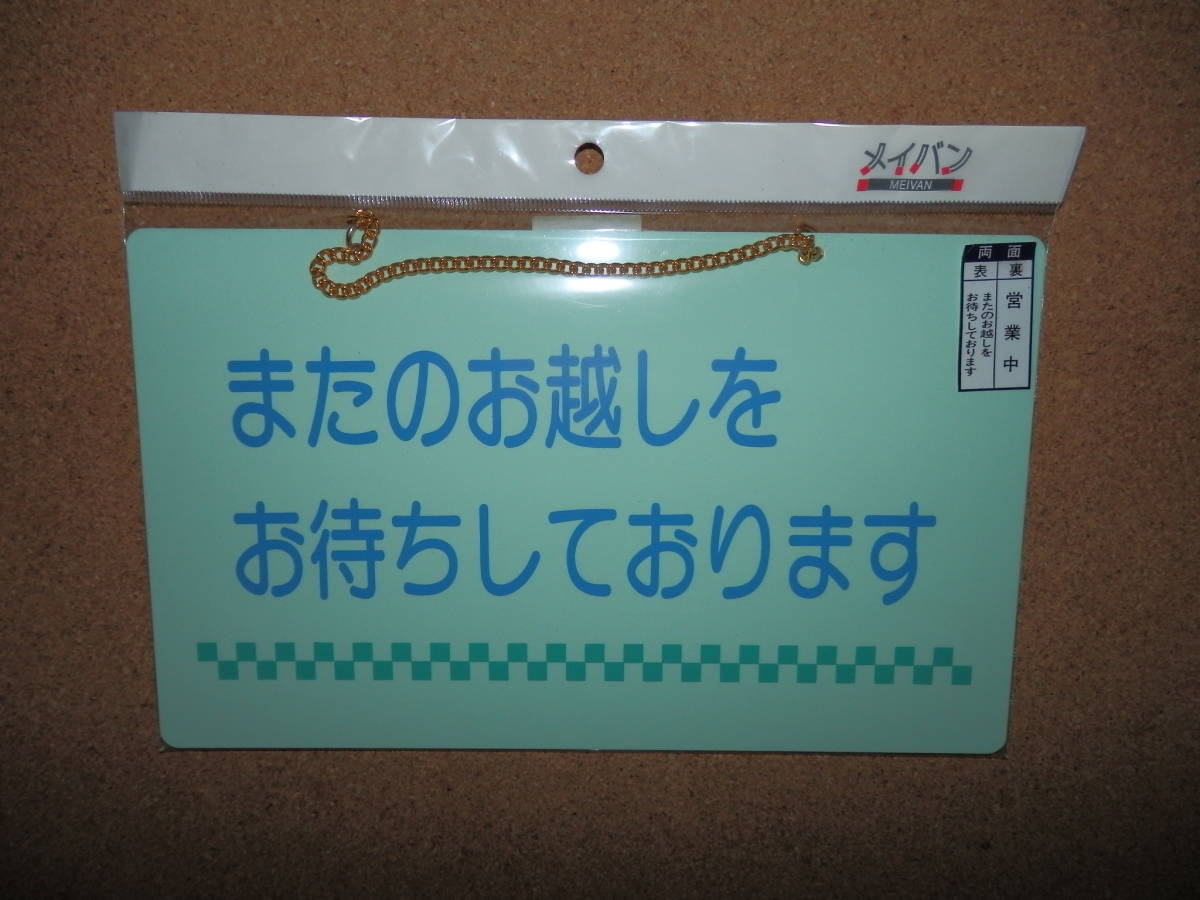 メイバン
MEIVAN
両面
表 裏
またのお越しを
お待ちしております
営業中
またのお越しを
お待ちしております